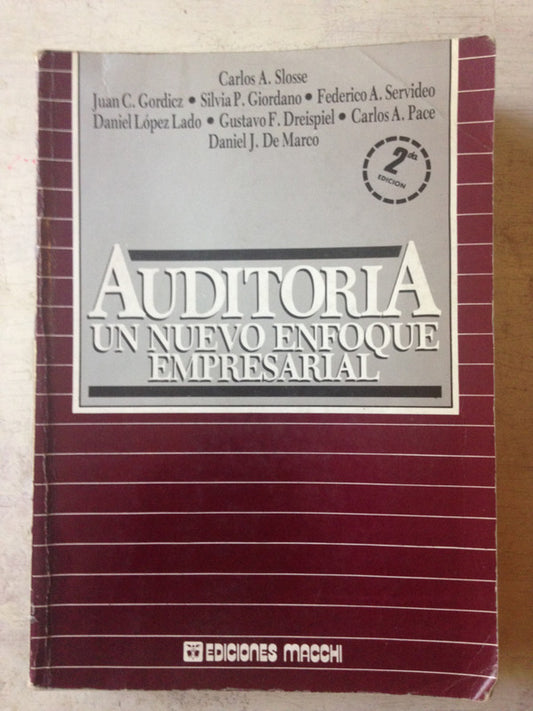 Carlos A. Slosse
Juan C. Gordicz • Silvia P. Giordano • Federico A. Servideo
Daniel López Lado • Gustavo F. Dreispiel • Carlos A. Pace
Daniel J. De Marco
2da.
EDICION
AUDITORIA
UN NUEVO ENFOQUE
EMPRESARIAL
EDICIONES MACCHI